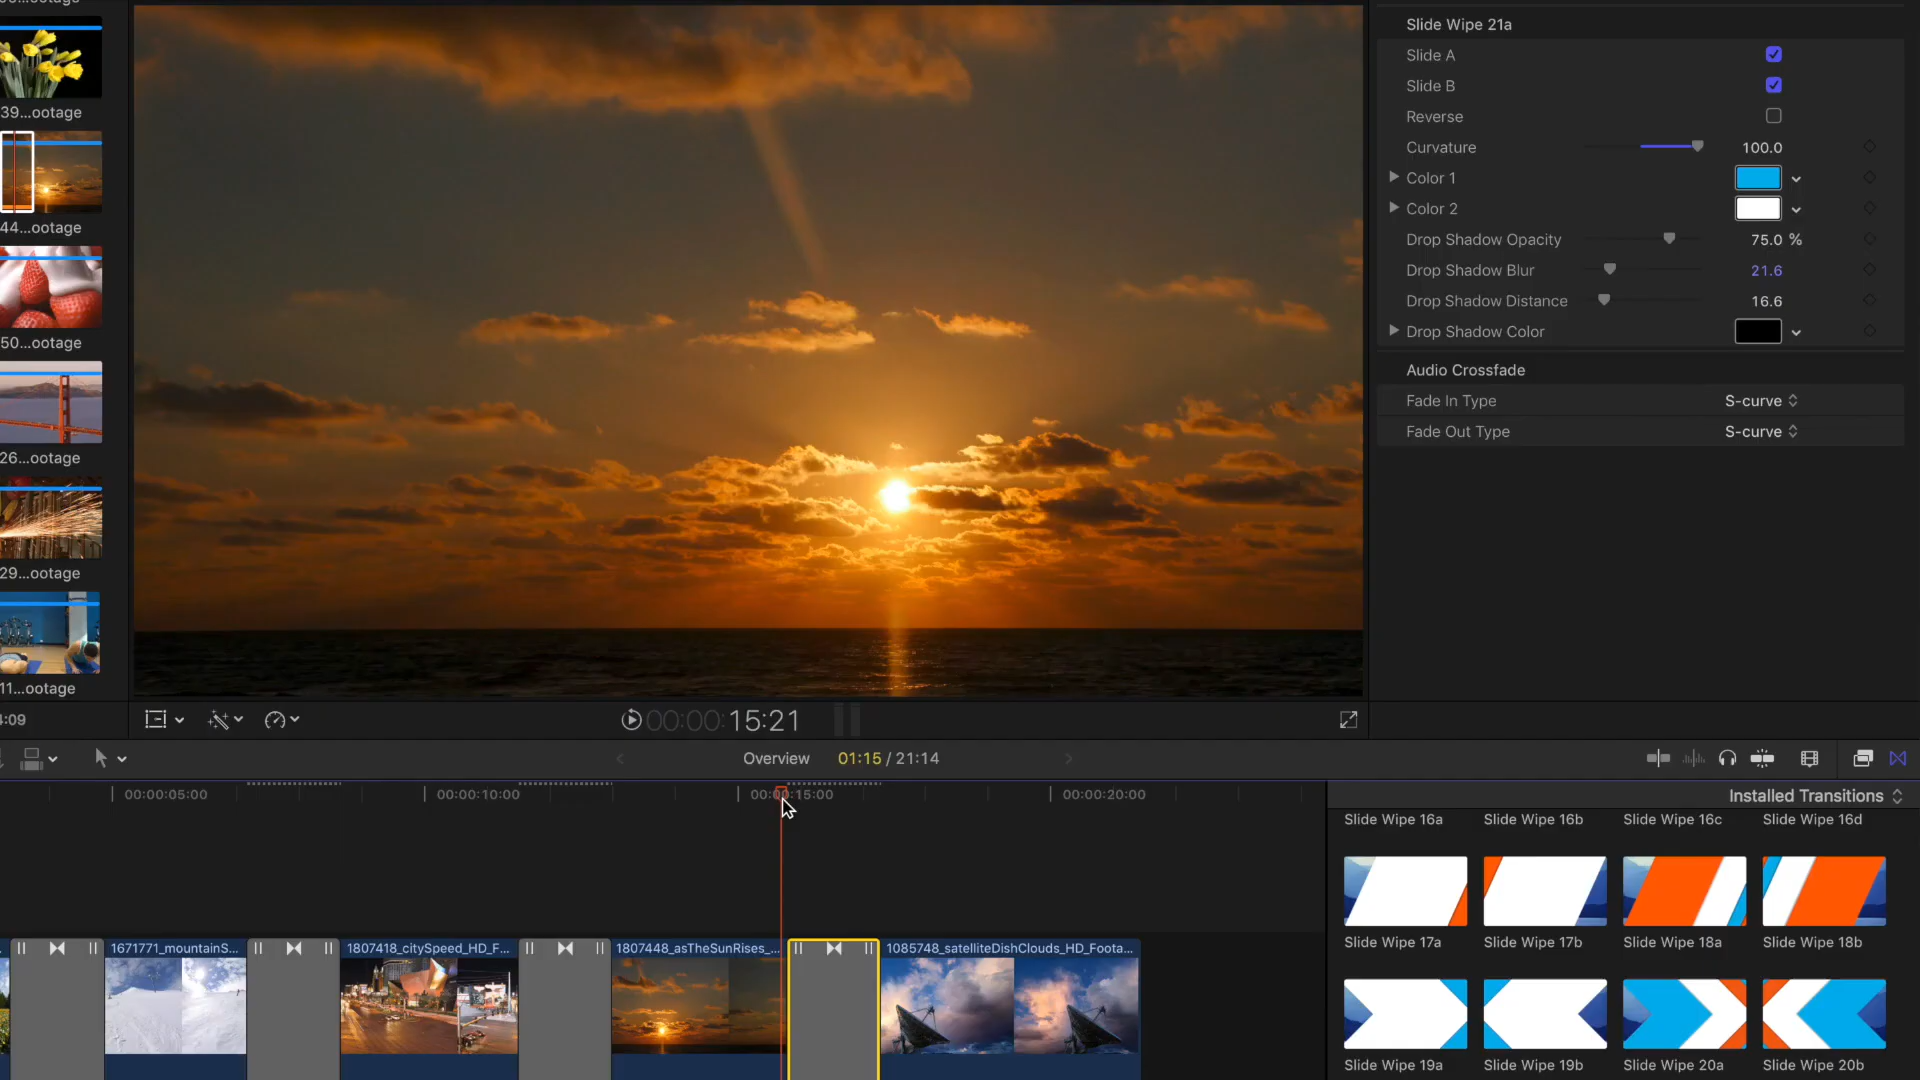 39...ootage
44...ootage
50...ootage
26...ootage
29...ootage
11...ootage
Slide Wipe 21a
Slide A
Slide B
Reverse
Curvature 100.0
Color 1
Color 2
Drop Shadow Opacity 75.0 %
Drop Shadow Blur 21.6
Drop Shadow Distance 16.6
Drop Shadow Color
Audio Crossfade
Fade In Type S-curve
Fade Out Type S-curve
:09
00:00:15:21
Overview 01:15 / 21:14
00:00:05:00 00:00:10:00 00:00:15:00 00:00:20:00
Installed Transitions
Slide Wipe 16a Slide Wipe 16b Slide Wipe 16c Slide Wipe 16d
Slide Wipe 17a Slide Wipe 17b Slide Wipe 18a Slide Wipe 18b
1671771_mountainS... 1807418_citySpeed_HD_F... 1807448_asTheSunRises_... 1085748_satelliteDishClouds_HD_Foota...
Slide Wipe 19a Slide Wipe 19b Slide Wipe 20a Slide Wipe 20b